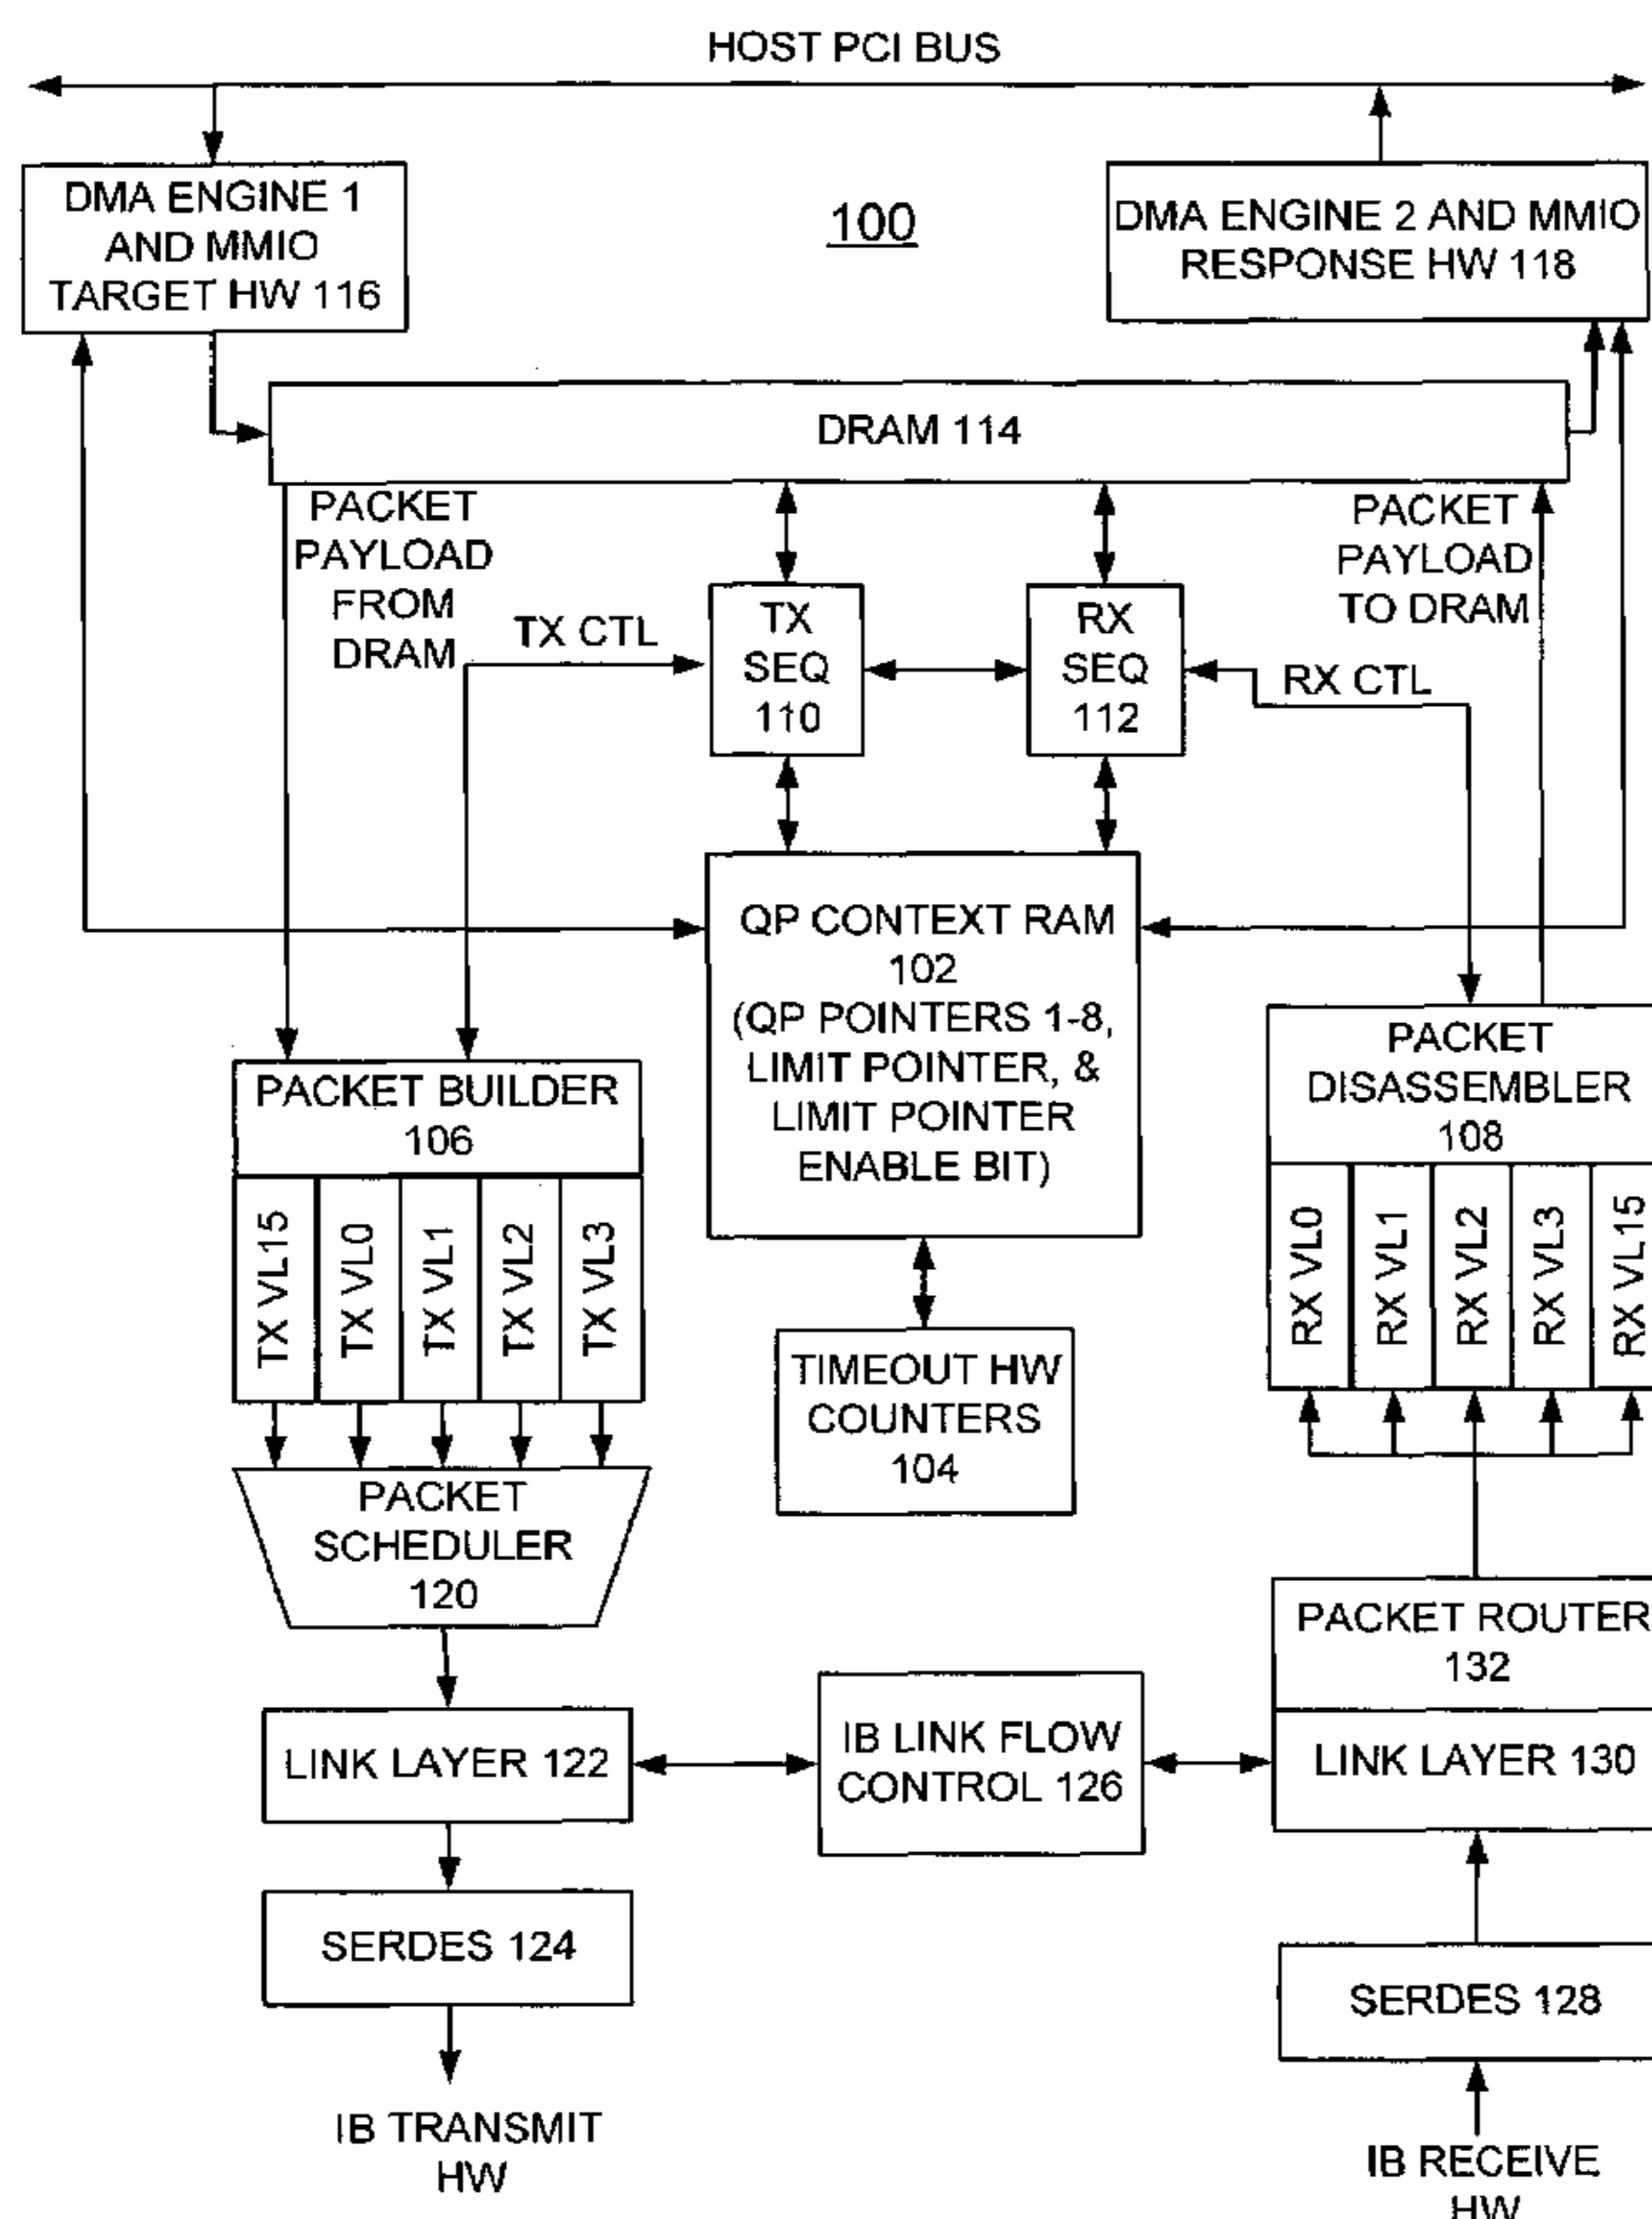 HOST PCI BUS
DMA ENGINE 1
AND MMIO
TARGET HW 116
100
DMA ENGINE 2 AND MMIO
RESPONSE HW 118
DRAM 114
PACKET
PAYLOAD
FROM
DRAM
TX CTL
TX
SEQ
110
RX
SEQ
112
RX CTL
PACKET
PAYLOAD
TO DRAM
QP CONTEXT RAM
102
(QP POINTERS 1-8,
LIMIT POINTER, &
LIMIT POINTER
ENABLE BIT)
PACKET BUILDER
106
TX VL15
TX VL0
TX VL1
TX VL2
TX VL3
PACKET
DISASSEMBLER
108
RX VL0
RX VL1
RX VL2
RX VL3
RX VL15
TIMEOUT HW
COUNTERS
104
PACKET
SCHEDULER
120
PACKET ROUTER
132
LINK LAYER 122
IB LINK FLOW
CONTROL 126
LINK LAYER 130
SERDES 124
SERDES 128
IB TRANSMIT
HW
IB RECEIVE
HW